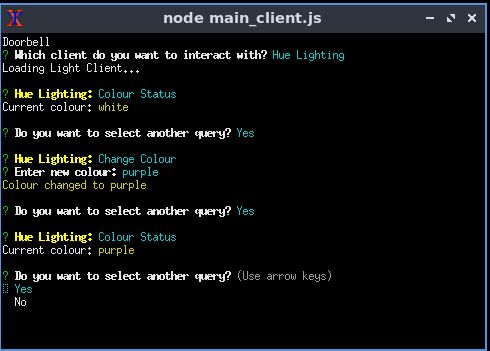 node main_client.js
Doorbell
? Which client do you want to interact with? Hue Lighting
Loading Light Client...
? Hue Lighting: Colour Status
Current colour: white
? Do you want to select another query? Yes
? Hue Lighting: Change Colour
? Enter new colour: purple
Colour changed to purple
? Do you want to select another query? Yes
? Hue Lighting: Colour Status
Current colour: purple
? Do you want to select another query? (Use arrow keys)
Yes
No